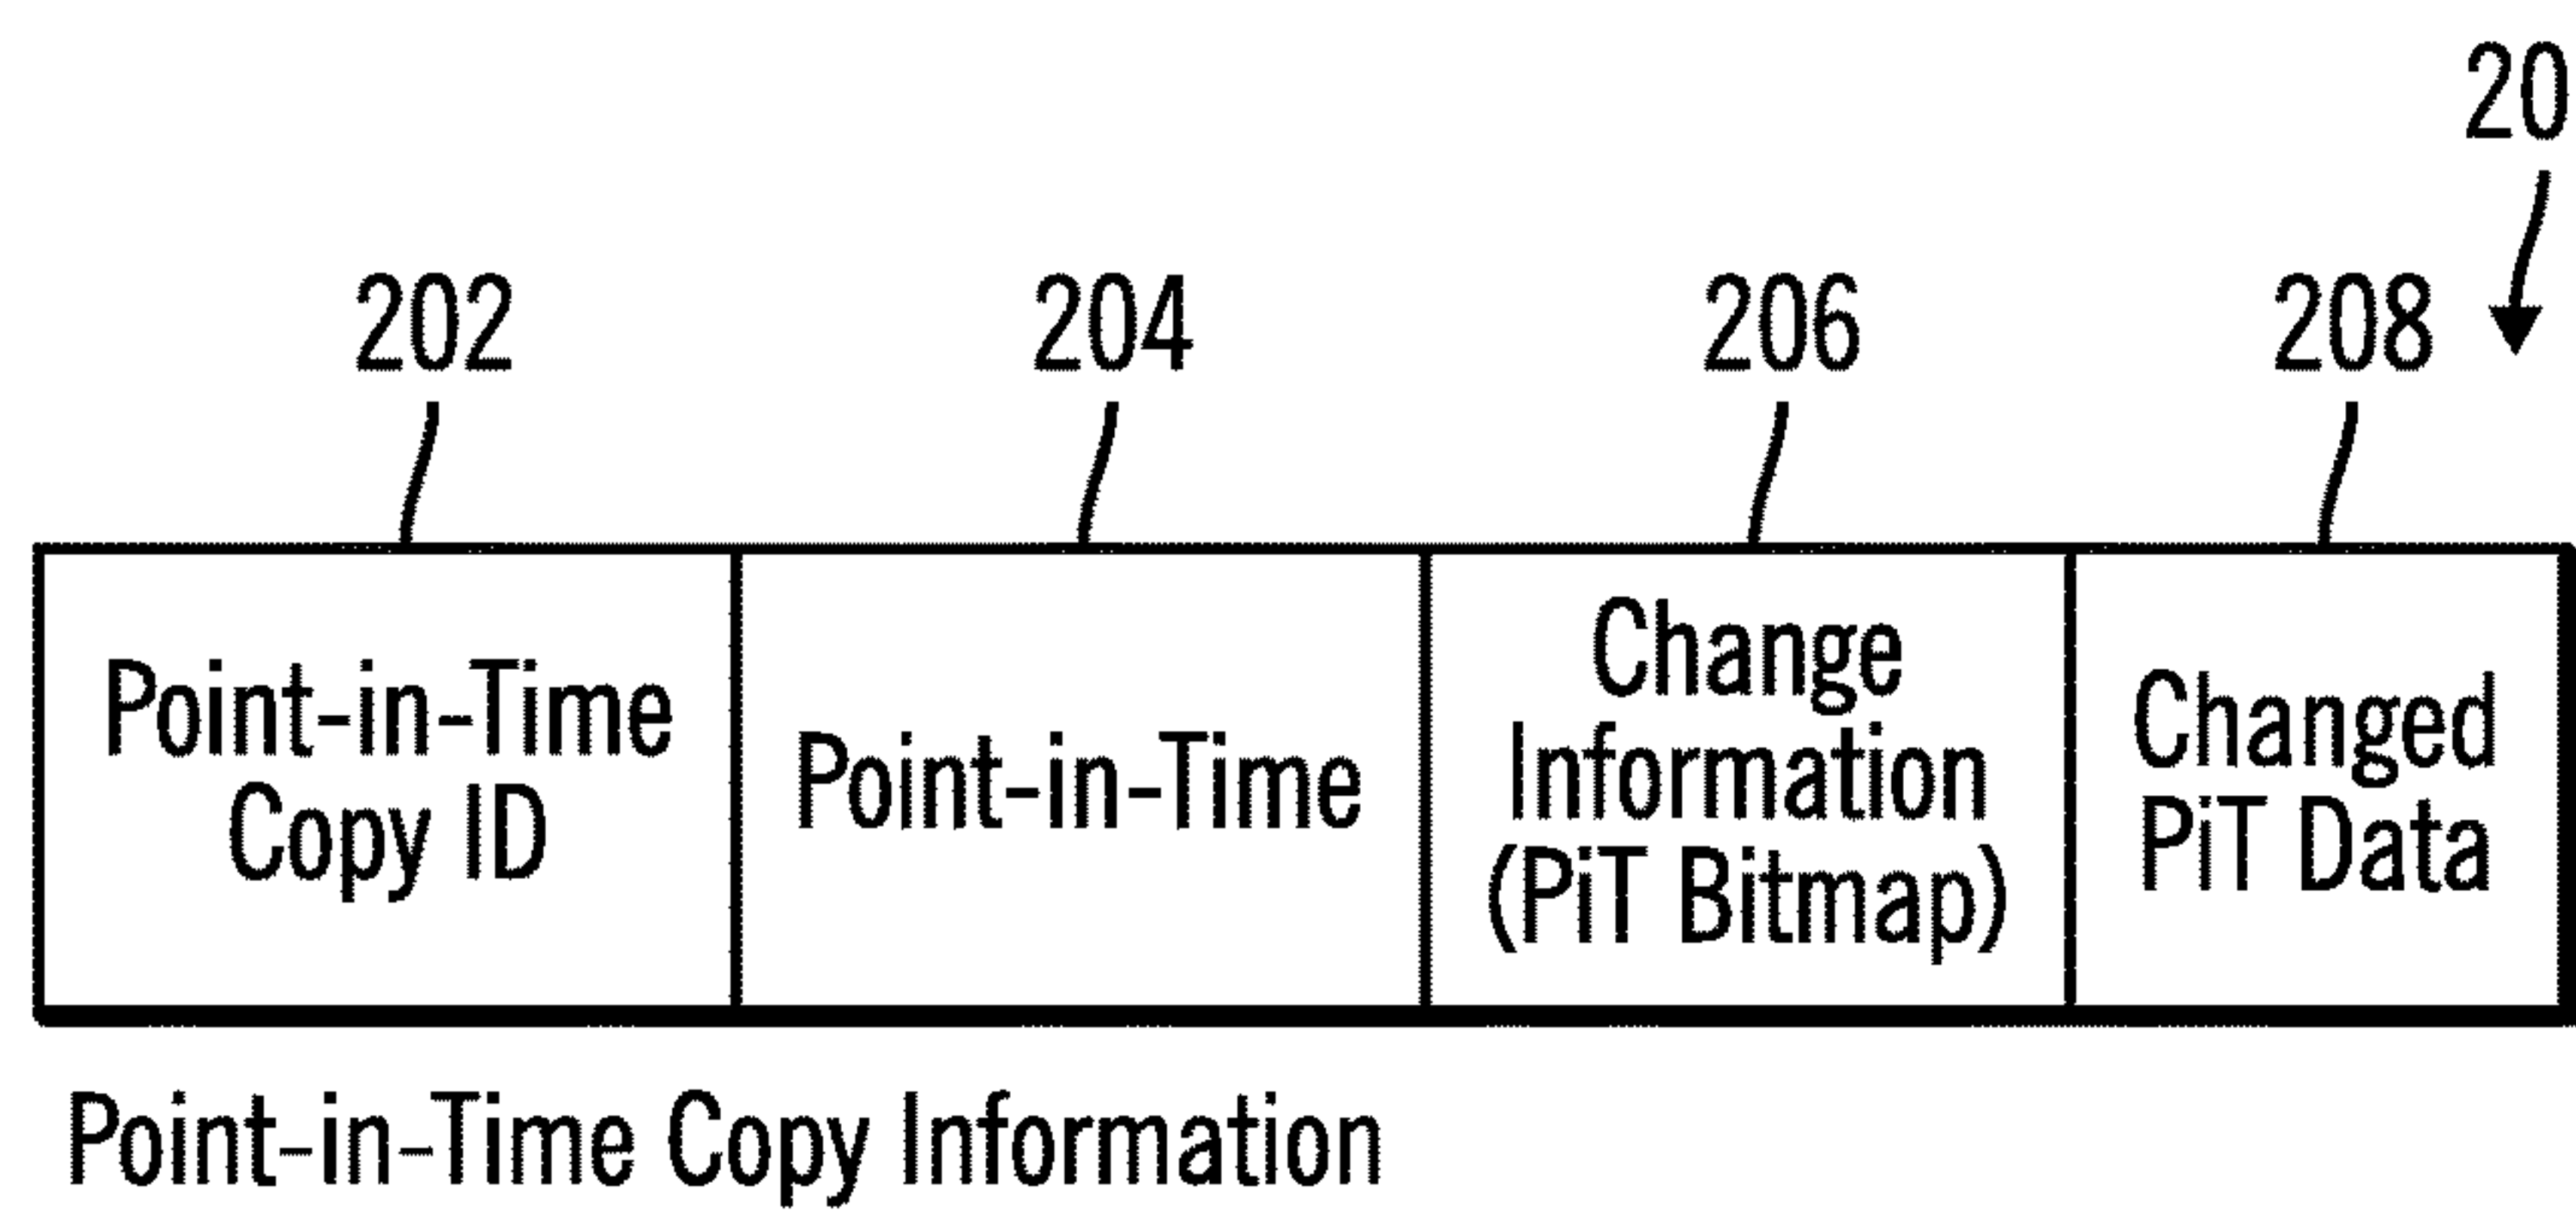 20
202 204 206 208
Point-in-Time
Copy ID
Point-in-Time
Change
Information
(PiT Bitmap)
Changed
PiT Data
Point-in-Time Copy Information